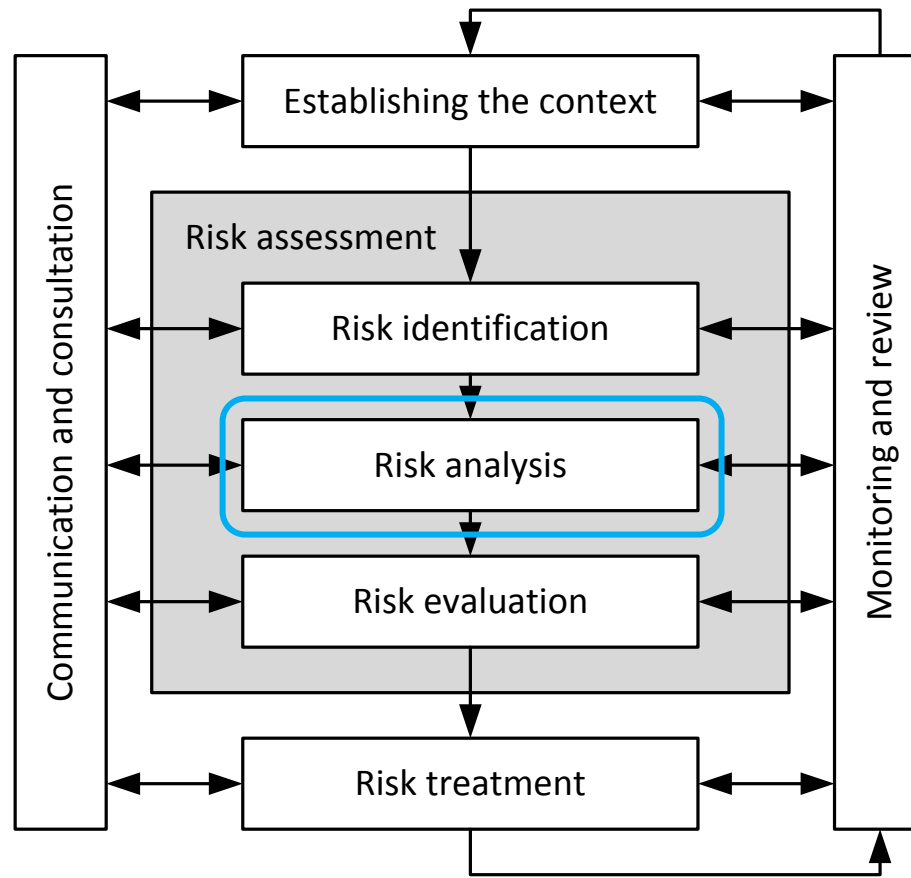 Establishing the context
Communication and consultation
Risk assessment
Risk identification
Risk analysis
Risk evaluation
Monitoring and review
Risk treatment